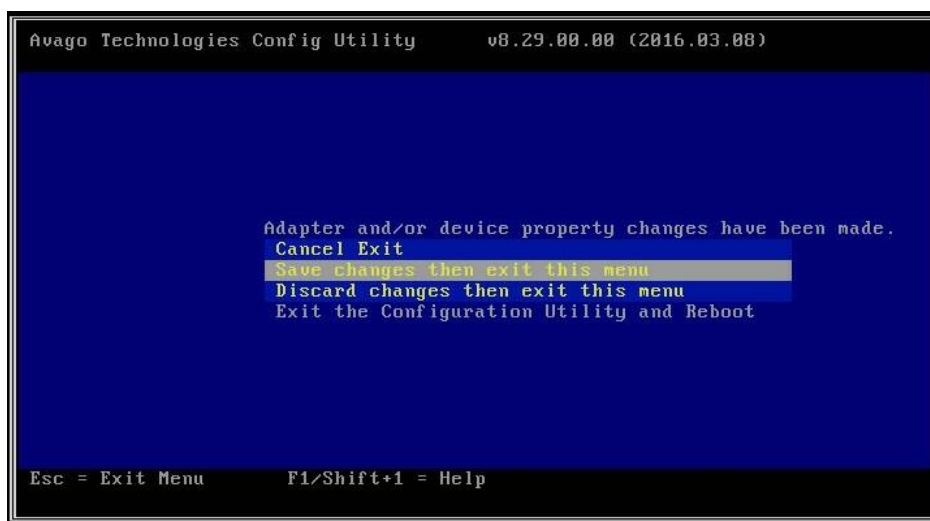 Avago Technologies Config Utility v8.29.00.00 (2016.03.08)
Adapter and/or device property changes have been made.
Cancel Exit
Save changes then exit this menu
Discard changes then exit this menu
Exit the Configuration Utility and Reboot
Esc = Exit Menu F1/Shift+1 = Help